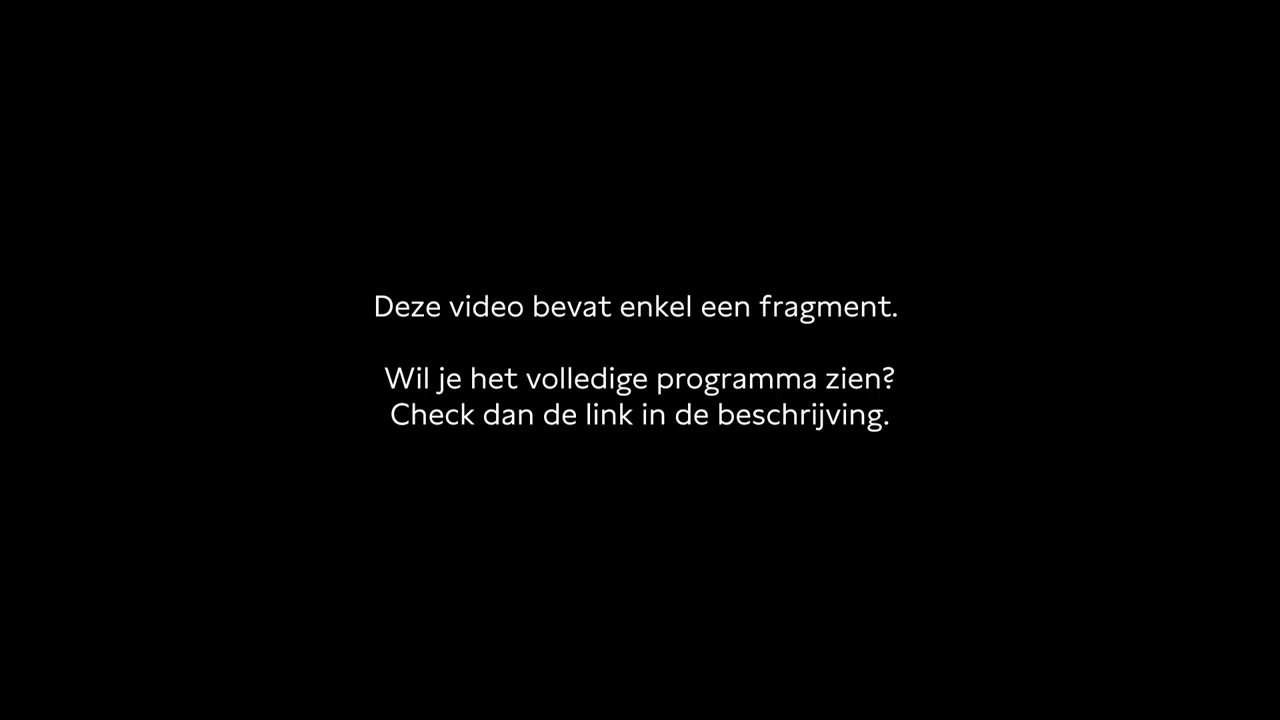 Deze video bevat enkel een fragment.
Wil je het volledige programma zien?
Check dan de link in de beschrijving.